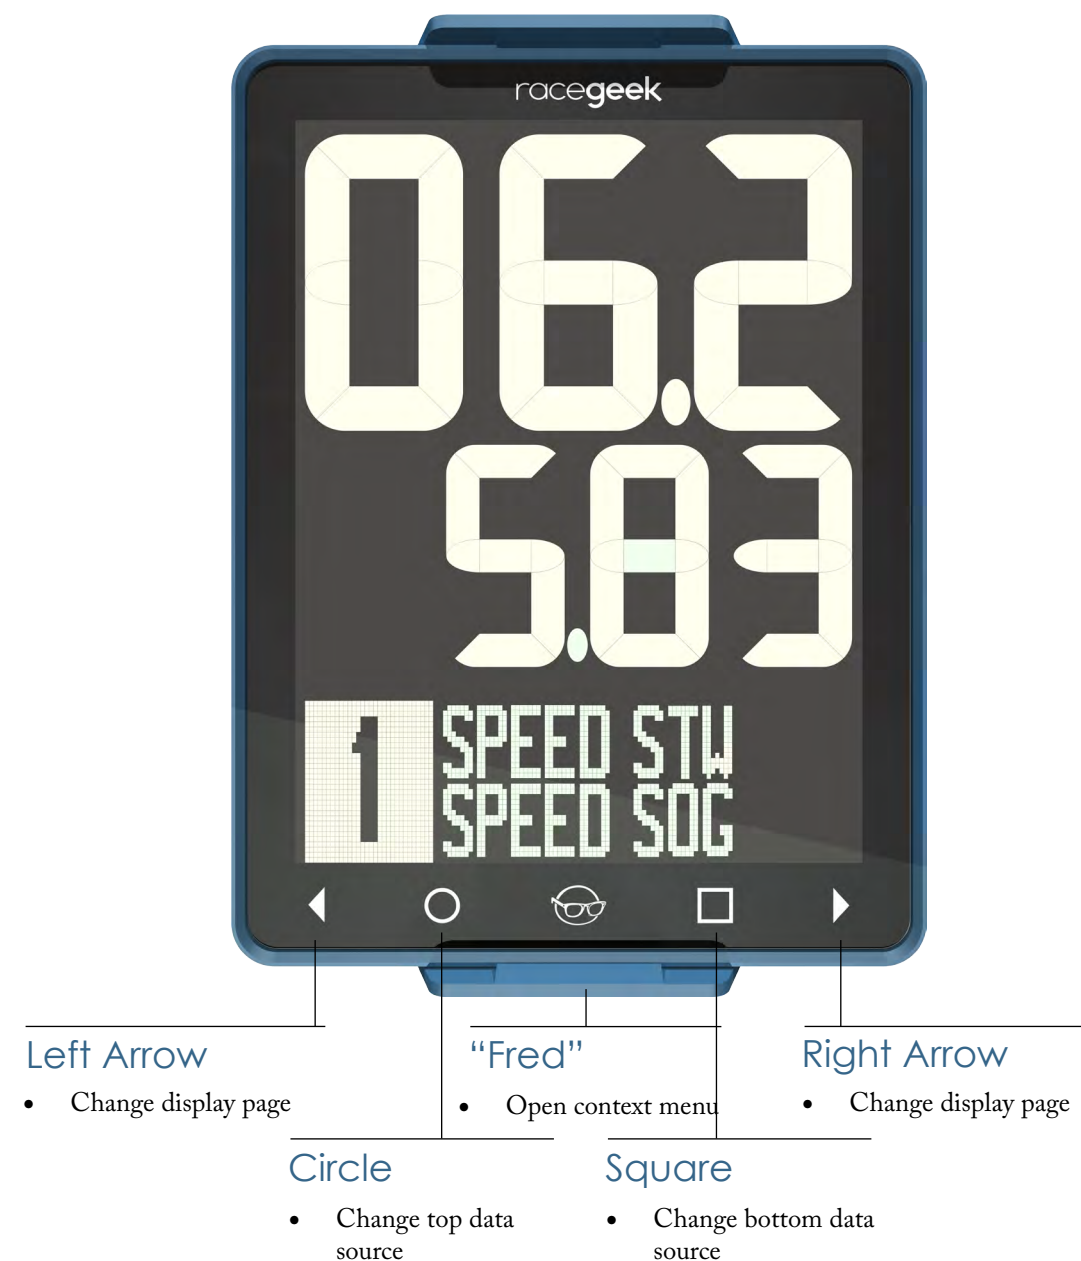 racegeek
06.2
5.83
1 SPEED STW
SPEED SOG
Left Arrow
• Change display page
“Fred”
• Open context menu
Right Arrow
• Change display page
Circle
• Change top data
source
Square
• Change bottom data
source